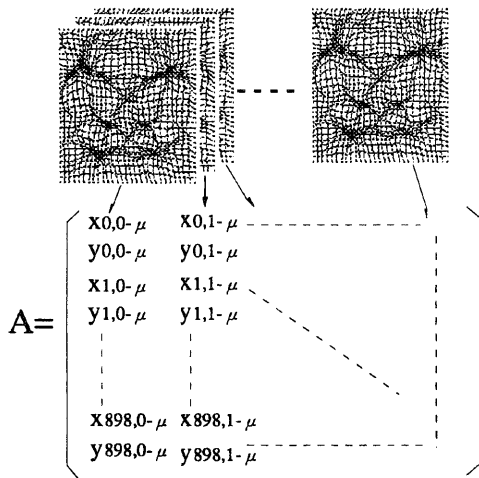 x0,0-μ x0,1-μ
y0,0-μ y0,1-μ
x1,0-μ x1,1-μ
A= y1,0-μ y1,1-μ
x898,0-μ x898,1-μ
y898,0-μ y898,1-μ